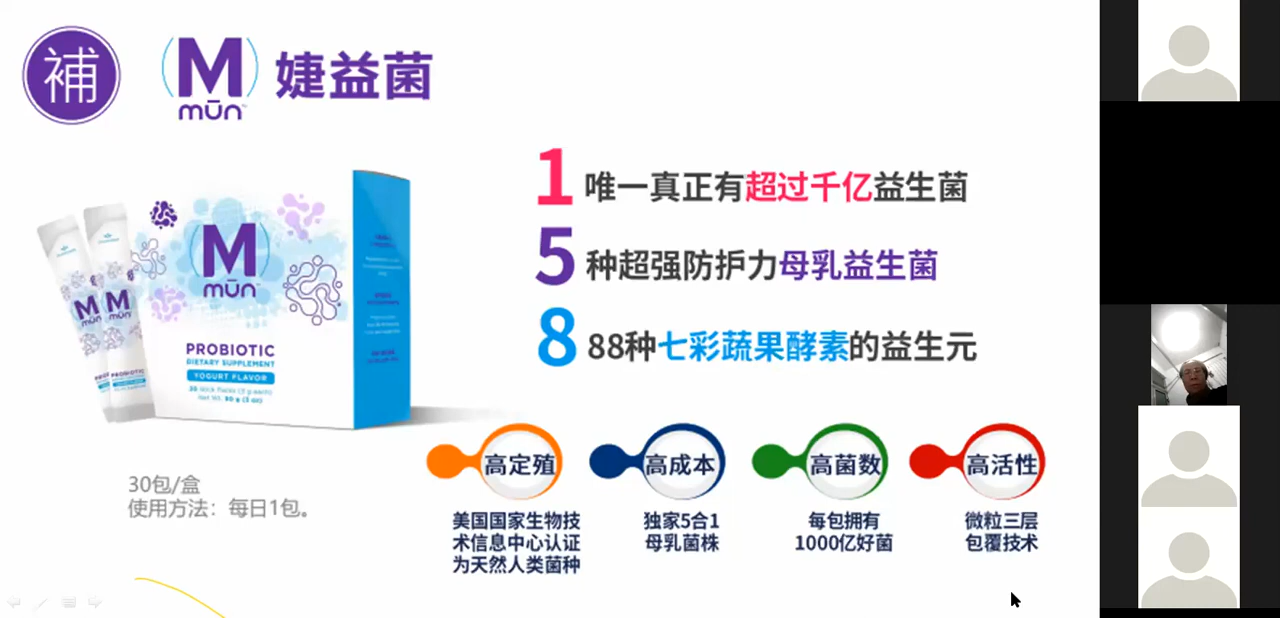 補
M
mūn™
婕益菌
1 唯一真正有超过千亿益生菌
5 种超强防护力母乳益生菌
8 88种七彩蔬果酵素的益生元
M
mūn
PROBIOTIC
DIETARY SUPPLEMENT
YOGURT FLAVOR
M
mūn
M
mūn
30包/盒
使用方法：每日1包。
高定殖
美国国家生物技
术信息中心认证
为天然人类菌种
高成本
独家5合1
母乳菌株
高菌数
每包拥有
1000亿好菌
高活性
微粒三层
包覆技术